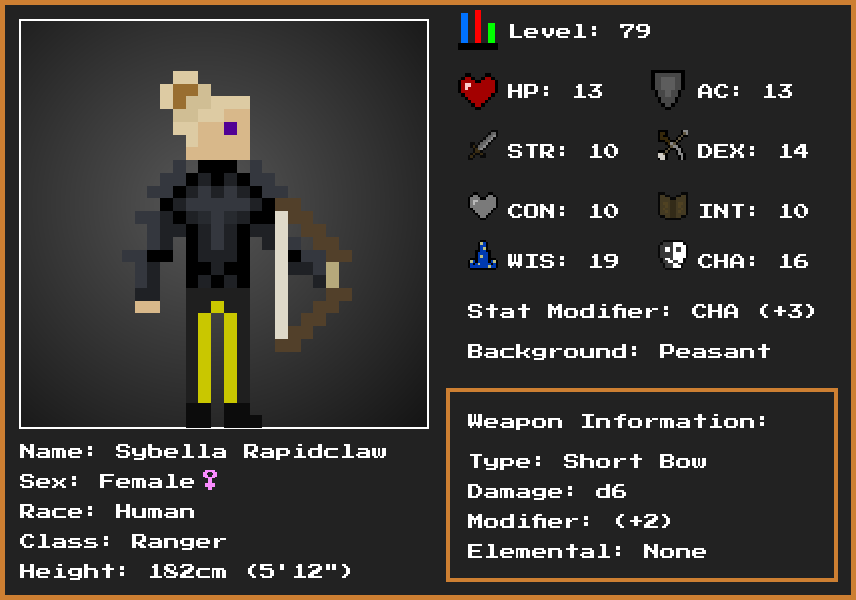 Level: 79
HP: 13 AC: 13
STR: 10 DEX: 14
CON: 10 INT: 10
WIS: 19 CHA: 16
Stat Modifier: CHA (+3)
Background: Peasant
Weapon Information:
Type: Short Bow
Damage: d6
Modifier: (+2)
Elemental: None
Name: Sybella Rapidclaw
Sex: Female♀
Race: Human
Class: Ranger
Height: 182cm (5'12")